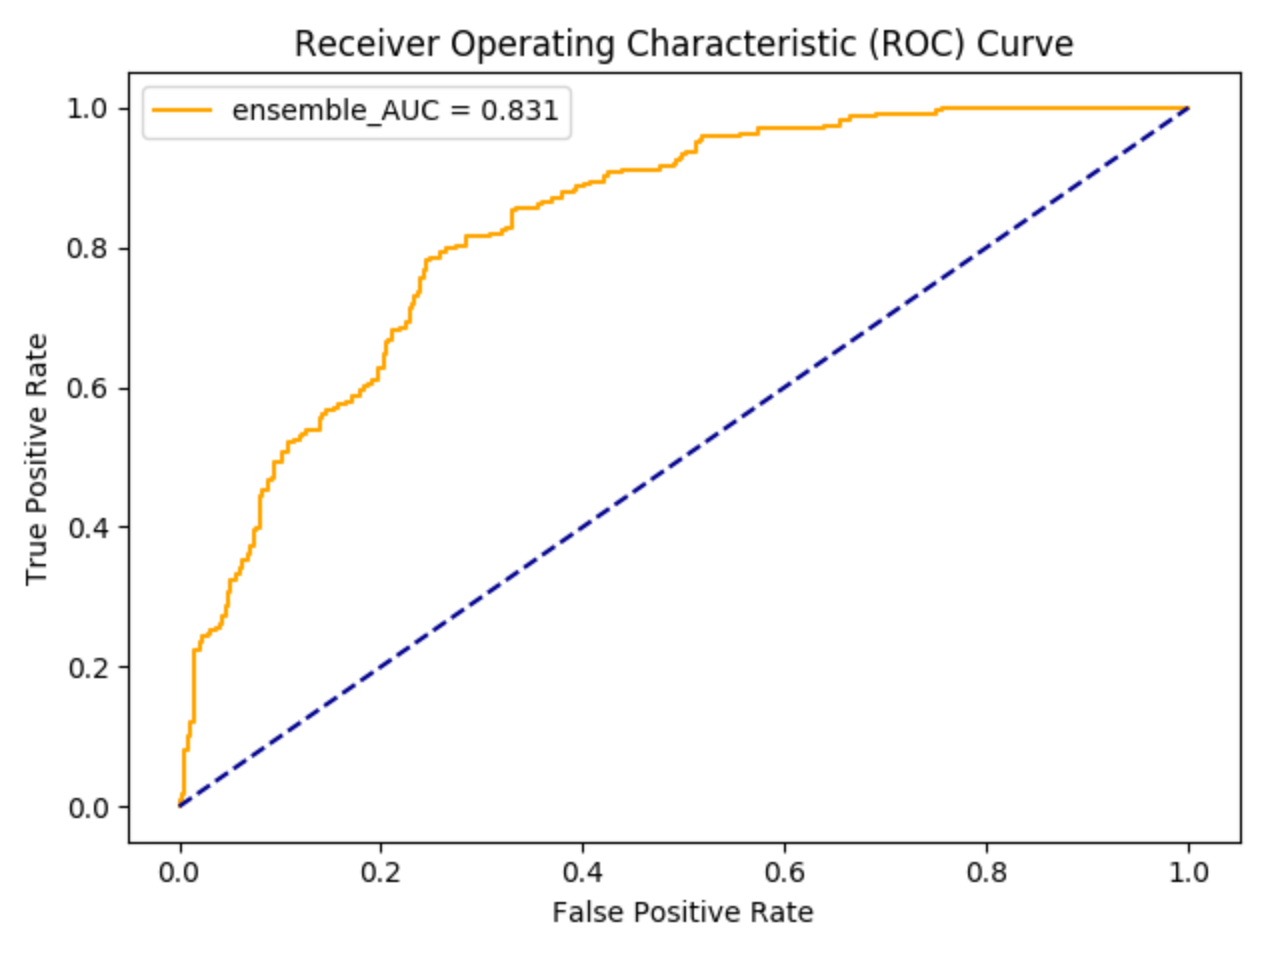 Receiver Operating Characteristic (ROC) Curve
ensemble_AUC = 0.831
1.0
0.8
0.6
0.4
0.2
0.0
True Positive Rate
0.0 0.2 0.4 0.6 0.8 1.0
False Positive Rate